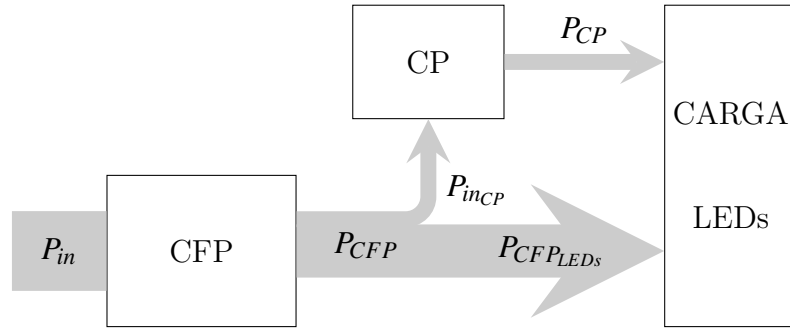 P_CP
CP
CARGA
P_in_CP
LEDs
P_in
CFP
P_CFP
P_CFP_LEDs